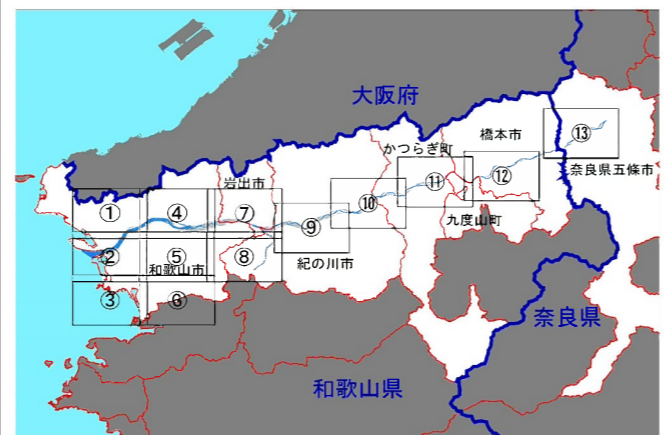 大阪府
橋本市
⑬
かつらぎ町
奈良県五條市
岩出市
⑪
⑫
①
④
⑦
⑩
九度山町
⑨
②
⑤
⑧
和歌山市
紀の川市
③
⑥
奈良県
和歌山県